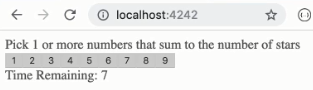 localhost:4242
Pick 1 or more numbers that sum to the number of stars
1 2 3 4 5 6 7 8 9
Time Remaining: 7